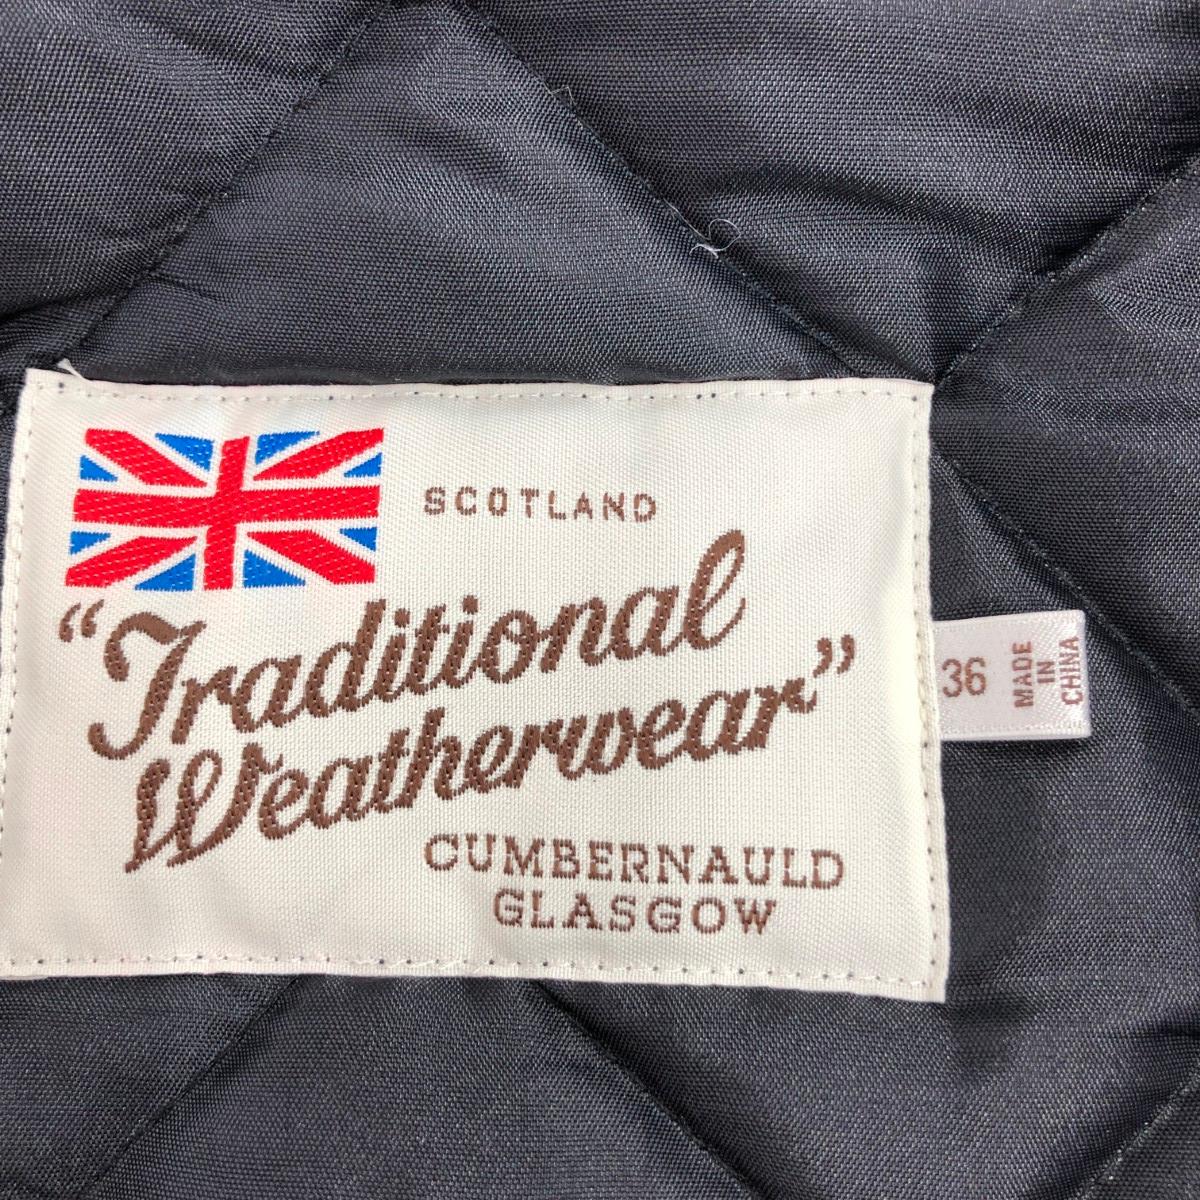 SCOTLAND
"Traditional
Weatherwear"
CUMBERNAULD
GLASGOW
36
MADE
IN
CHINA